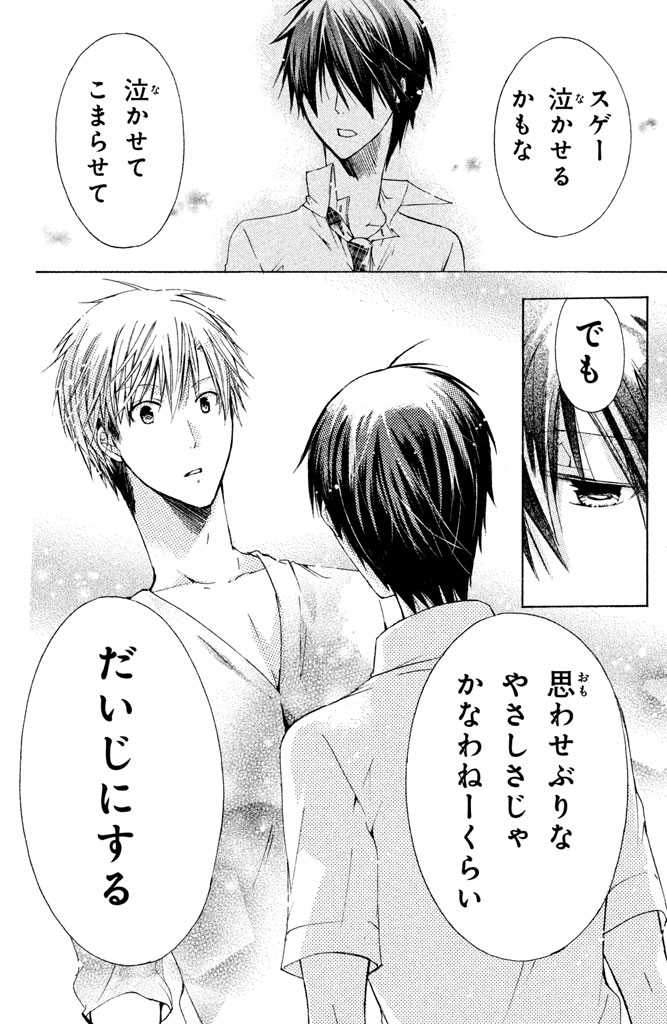 スゲー
泣かせる
かもな
泣かせて
こまらせて
でも
思わせぶりな
やさしさじゃ
かなわねーくらい
だいじにする